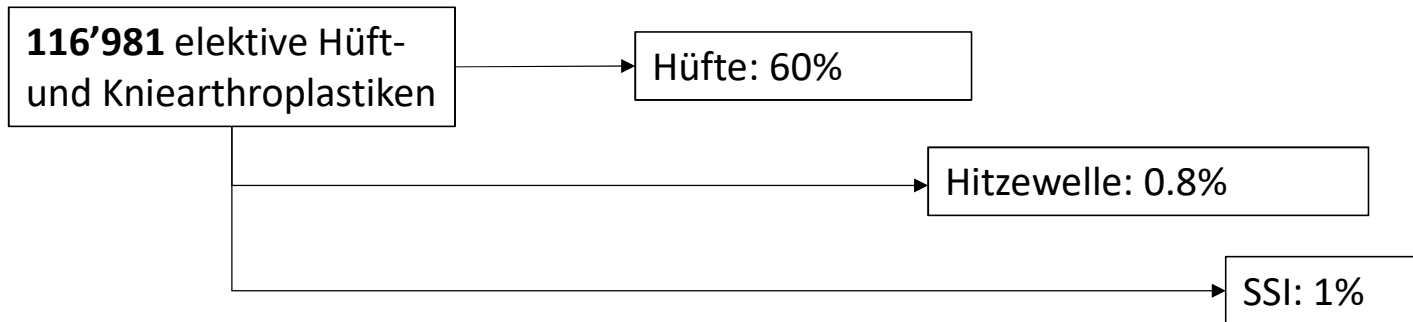 116’981 elektive Hüft-
und Kniearthroplastiken
Hüfte: 60%
Hitzewelle: 0.8%
SSI: 1%